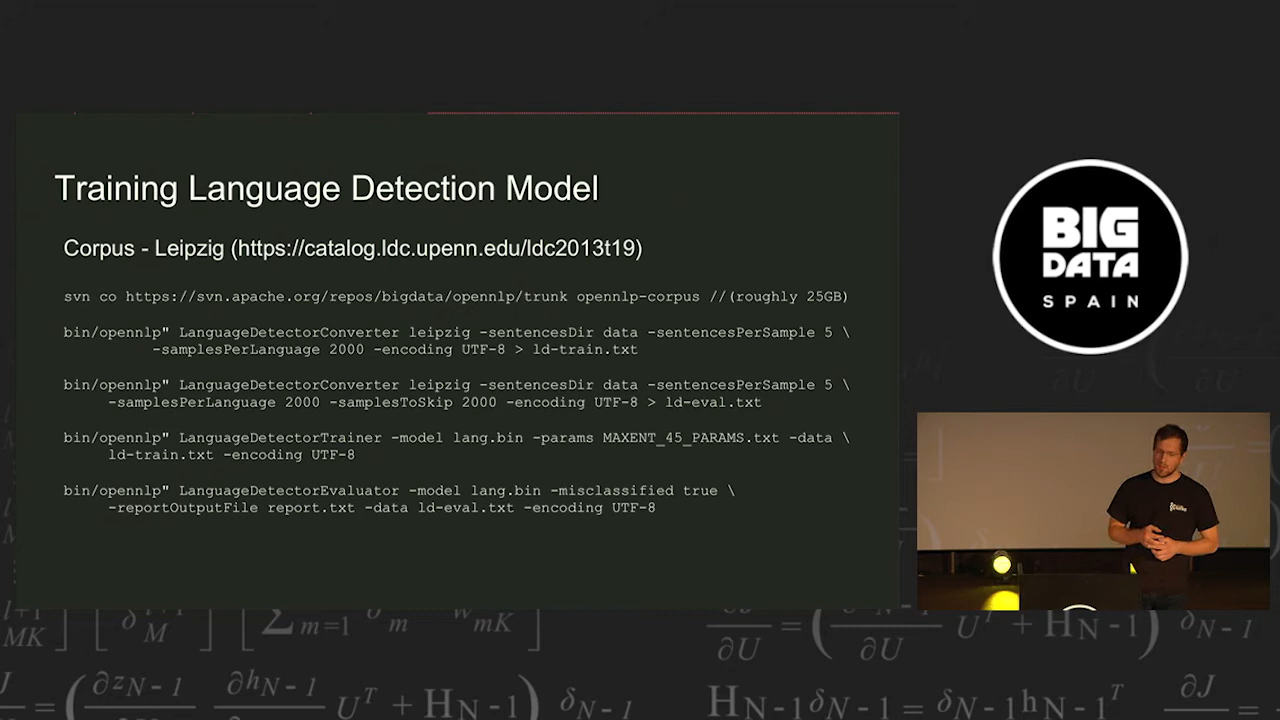 Training Language Detection Model
Corpus - Leipzig (https://catalog.ldc.upenn.edu/ldc2013t19)
svn co https://svn.apache.org/repos/bigdata/opennlp/trunk opennlp-corpus //(roughly 25GB)
bin/opennlp" LanguageDetectorConverter leipzig -sentencesDir data -sentencesPerSample 5 \
-samplesPerLanguage 2000 -encoding UTF-8 > ld-train.txt
bin/opennlp" LanguageDetectorConverter leipzig -sentencesDir data -sentencesPerSample 5 \
-samplesPerLanguage 2000 -samplesToSkip 2000 -encoding UTF-8 > ld-eval.txt
bin/opennlp" LanguageDetectorTrainer -model lang.bin -params MAXENT_45_PARAMS.txt -data \
ld-train.txt -encoding UTF-8
bin/opennlp" LanguageDetectorEvaluator -model lang.bin -misclassified true \
-reportOutputFile report.txt -data ld-eval.txt -encoding UTF-8
BIG
DATA
SPAIN